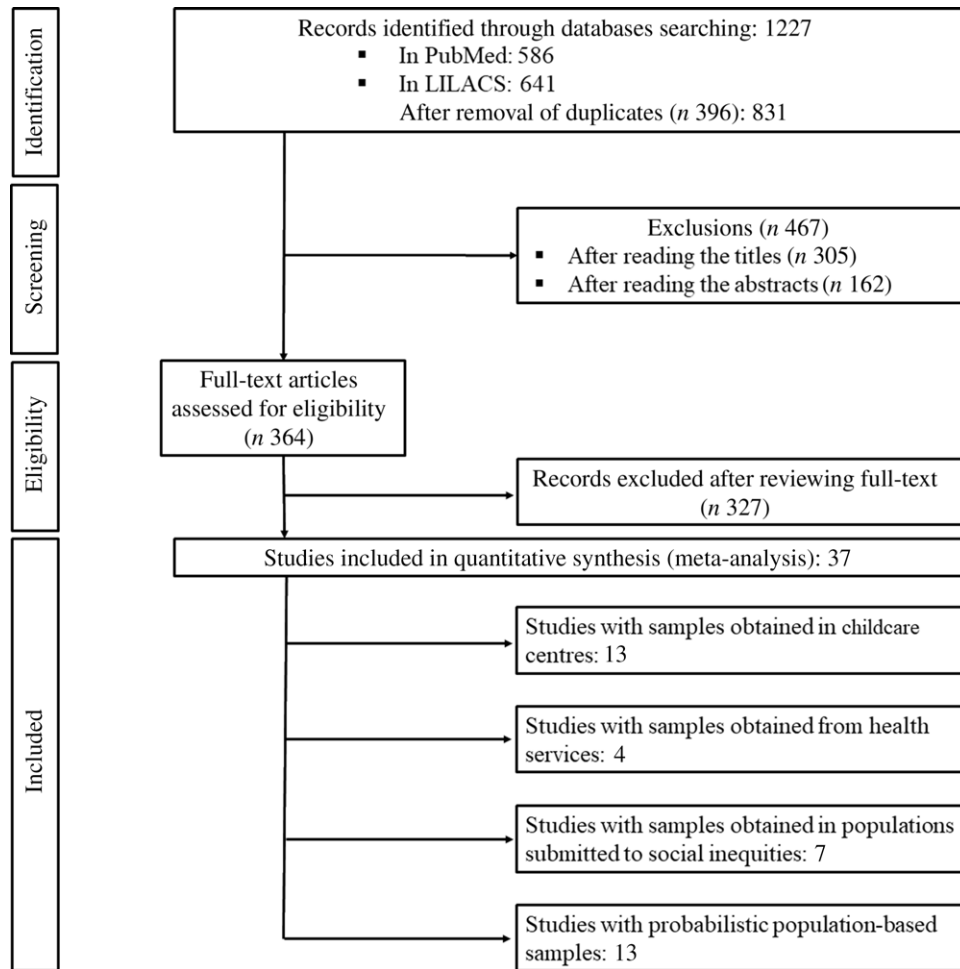 Identification
Records identified through databases searching: 1227
▪ In PubMed: 586
▪ In LILACS: 641
After removal of duplicates (n 396): 831
Screening
Exclusions (n 467)
▪ After reading the titles (n 305)
▪ After reading the abstracts (n 162)
Eligibility
Full-text articles
assessed for eligibility
(n 364)
Records excluded after reviewing full-text
(n 327)
Included
Studies included in quantitative synthesis (meta-analysis): 37
Studies with samples obtained in childcare
centres: 13
Studies with samples obtained from health
services: 4
Studies with samples obtained in populations
submitted to social inequities: 7
Studies with probabilistic population-based
samples: 13